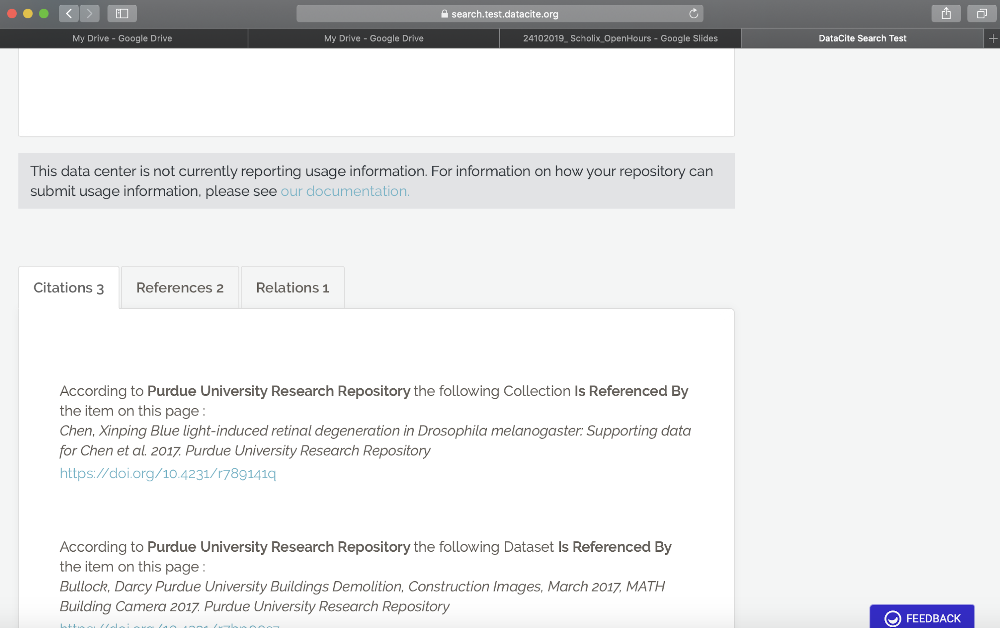 search.test.datacite.org
My Drive - Google Drive
My Drive - Google Drive
24102019_ Scholix_OpenHours - Google Slides
DataCite Search Test
This data center is not currently reporting usage information. For information on how your repository can
submit usage information, please see our documentation.
Citations 3
References 2
Relations 1
According to Purdue University Research Repository the following Collection Is Referenced By
the item on this page :
Chen, Xinping Blue light-induced retinal degeneration in Drosophila melanogaster: Supporting data
for Chen et al. 2017. Purdue University Research Repository
https://doi.org/10.4231/r789141q
According to Purdue University Research Repository the following Dataset Is Referenced By
the item on this page :
Bullock, Darcy Purdue University Buildings Demolition, Construction Images, March 2017, MATH
Building Camera 2017. Purdue University Research Repository
FEEDBACK